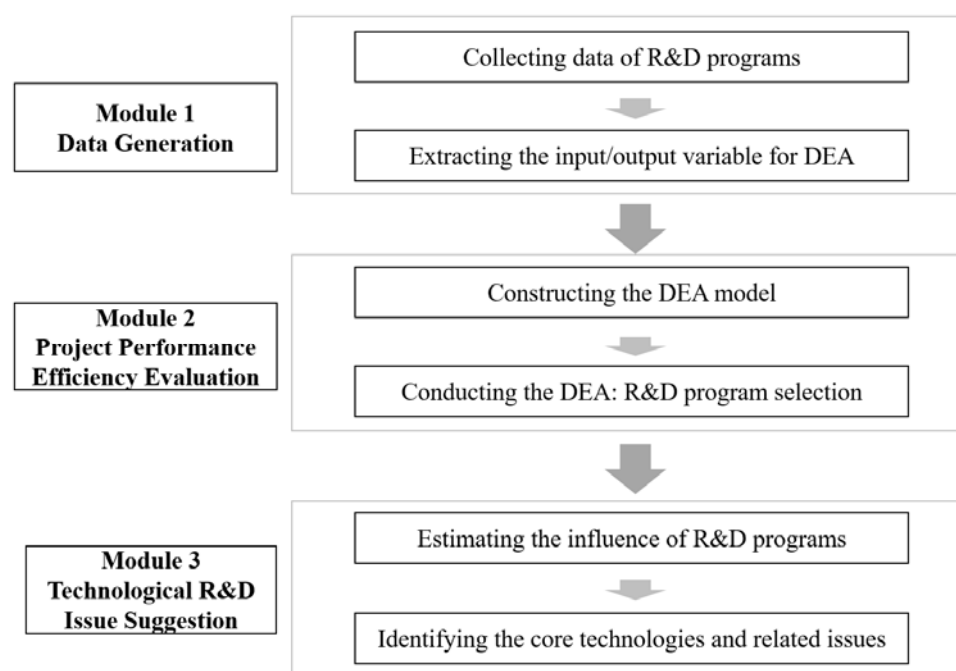 Module 1
Data Generation
Collecting data of R&D programs
Extracting the input/output variable for DEA
Module 2
Project Performance
Efficiency Evaluation
Constructing the DEA model
Conducting the DEA: R&D program selection
Module 3
Technological R&D
Issue Suggestion
Estimating the influence of R&D programs
Identifying the core technologies and related issues